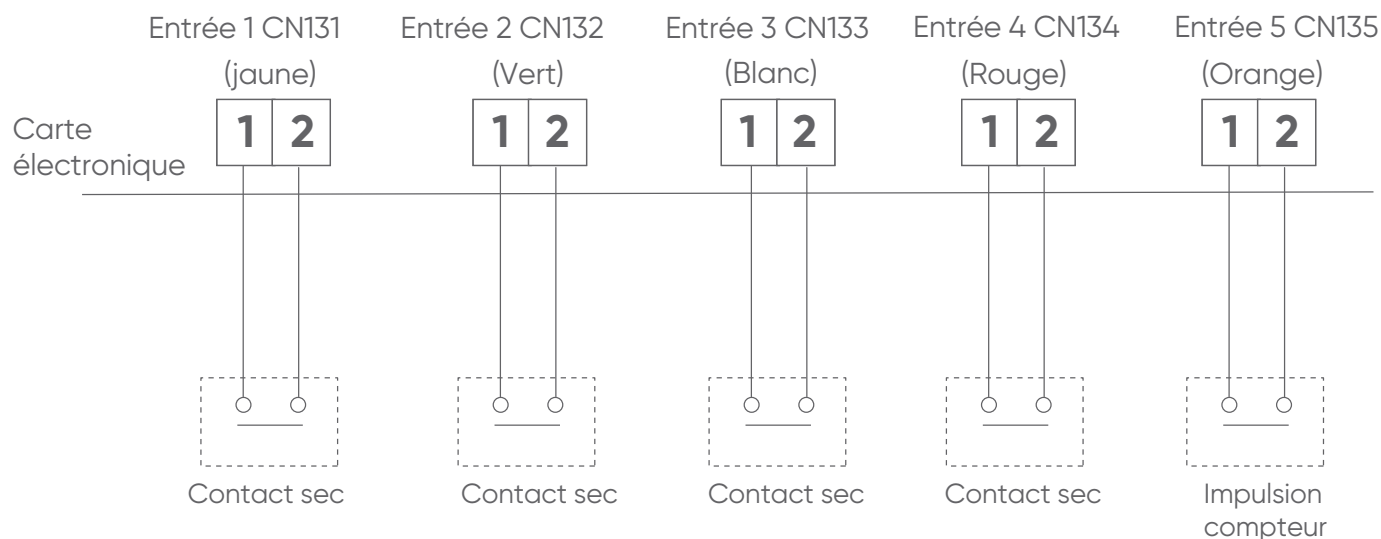 Entrée 1 CN131 Entrée 2 CN132 Entrée 3 CN133 Entrée 4 CN134 Entrée 5 CN135
(jaune) (Vert) (Blanc) (Rouge) (Orange)
Carte
électronique
1 2 1 2 1 2 1 2 1 2
Contact sec Contact sec Contact sec Contact sec Impulsion
compteur